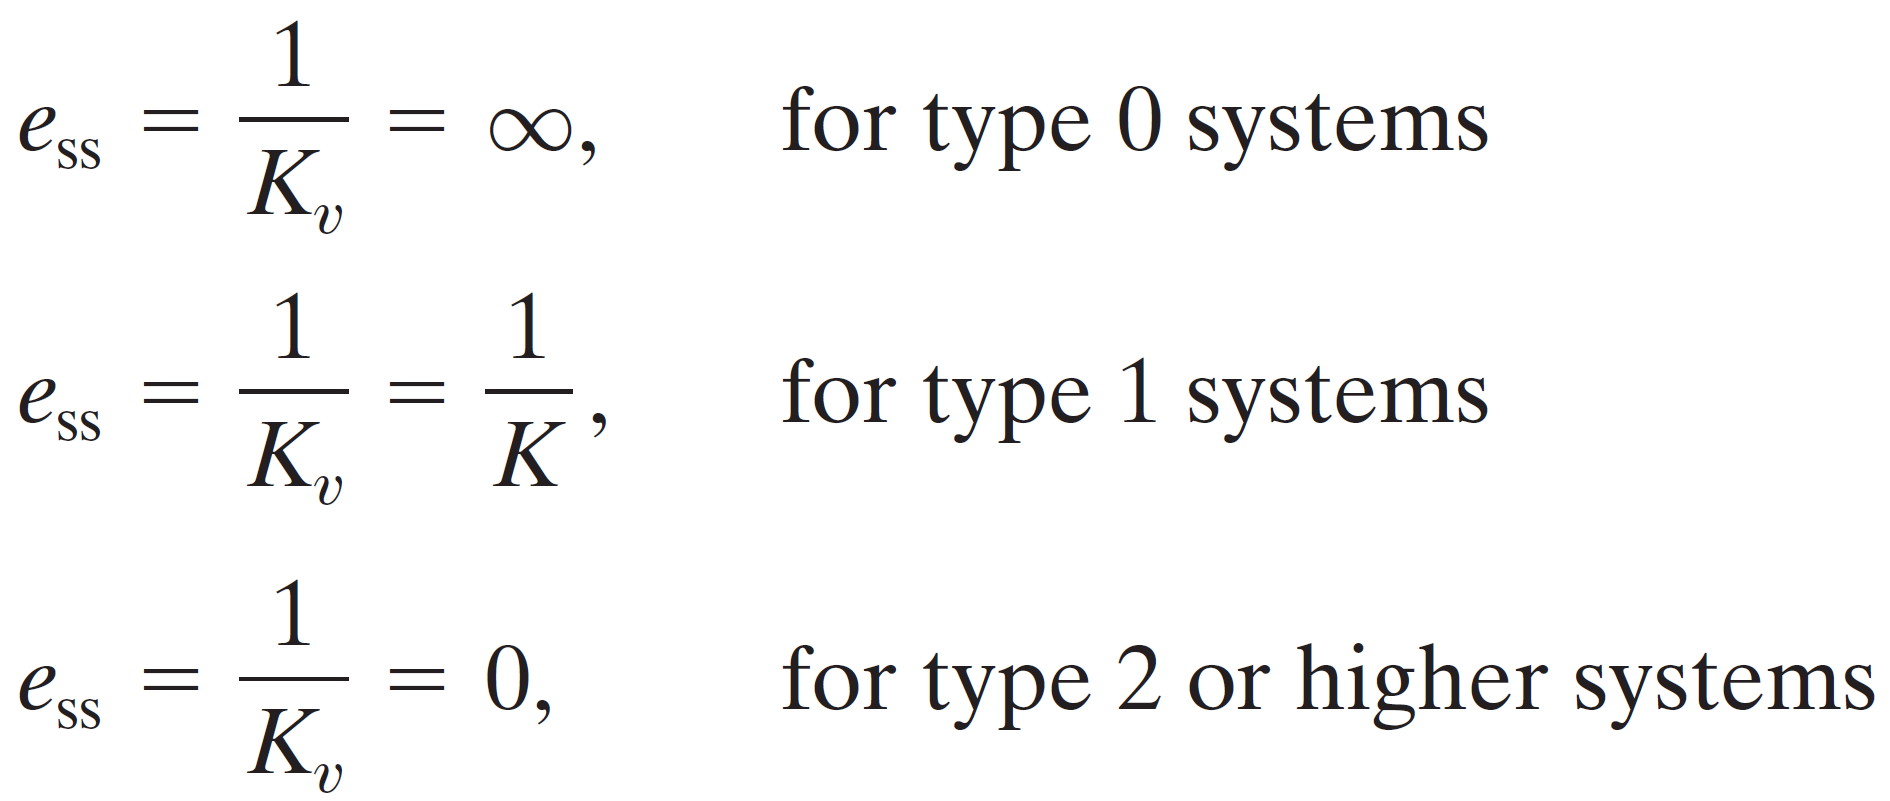 e_ss = 1/K_v = ∞, for type 0 systems
e_ss = 1/K_v = 1/K, for type 1 systems
e_ss = 1/K_v = 0, for type 2 or higher systems